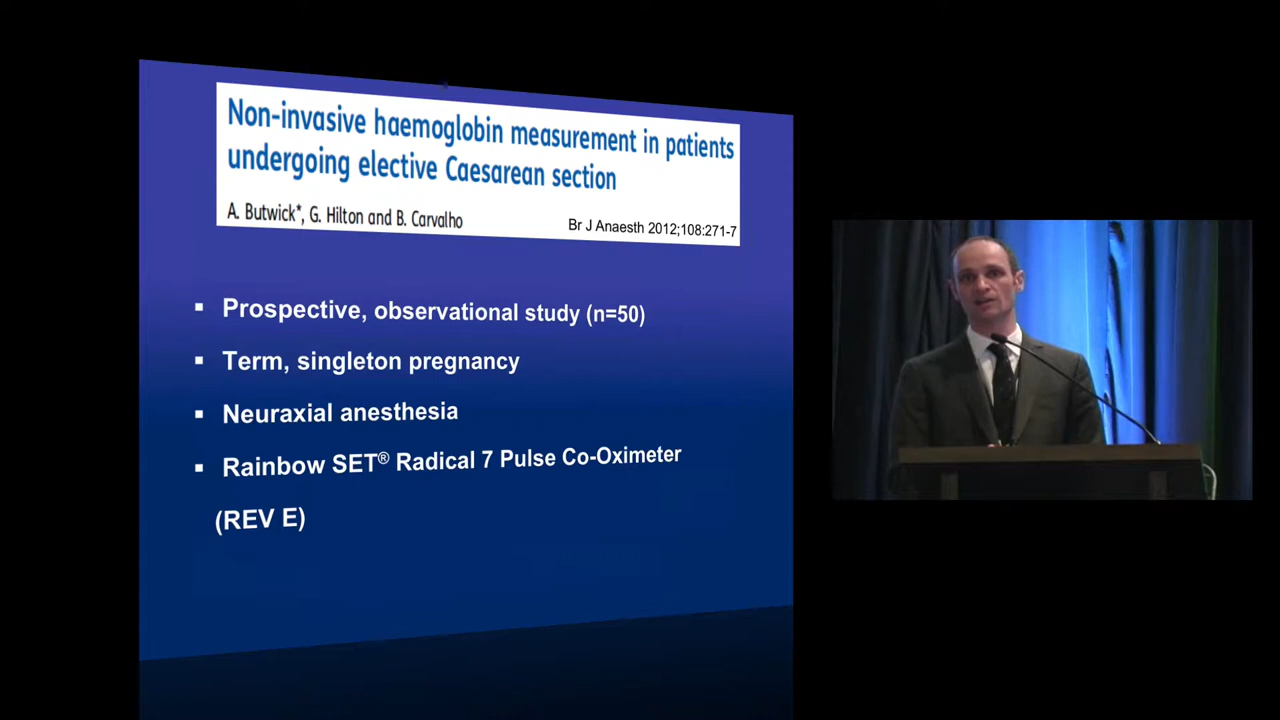 Non-invasive haemoglobin measurement in patients
undergoing elective Caesarean section
A. Butwick*, G. Hilton and B. Carvalho
Br J Anaesth 2012;108:271-7
▪ Prospective, observational study (n=50)
▪ Term, singleton pregnancy
▪ Neuraxial anesthesia
▪ Rainbow SET® Radical 7 Pulse Co-Oximeter
(REV E)